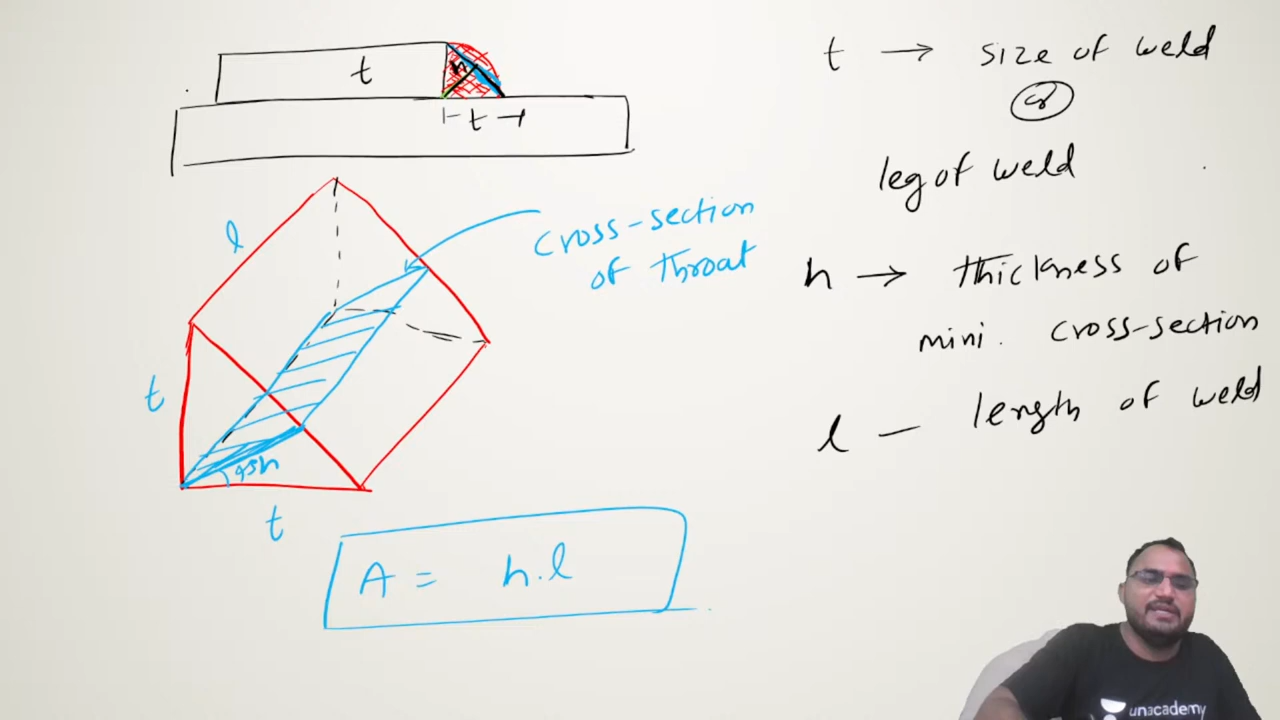 t
h
t
t → size of weld
or
leg of weld
l
cross-section
of throat
h → thickness of
mini. cross-section
l — length of weld
t
45
h
t
A = h.l
unacademy